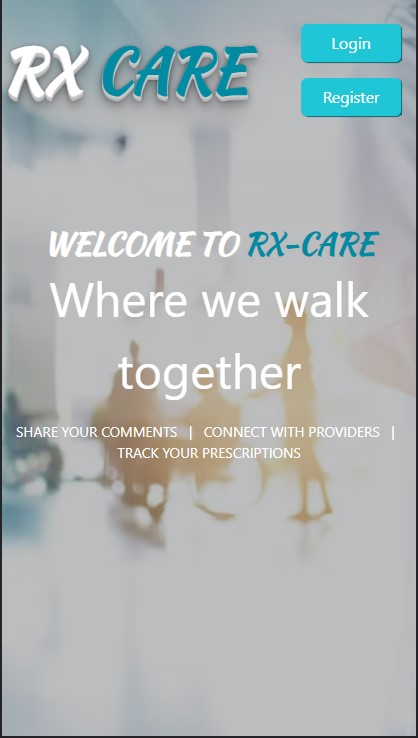 RX CARE
Login
Register
WELCOME TO RX-CARE
Where we walk
together
SHARE YOUR COMMENTS | CONNECT WITH PROVIDERS |
TRACK YOUR PRESCRIPTIONS